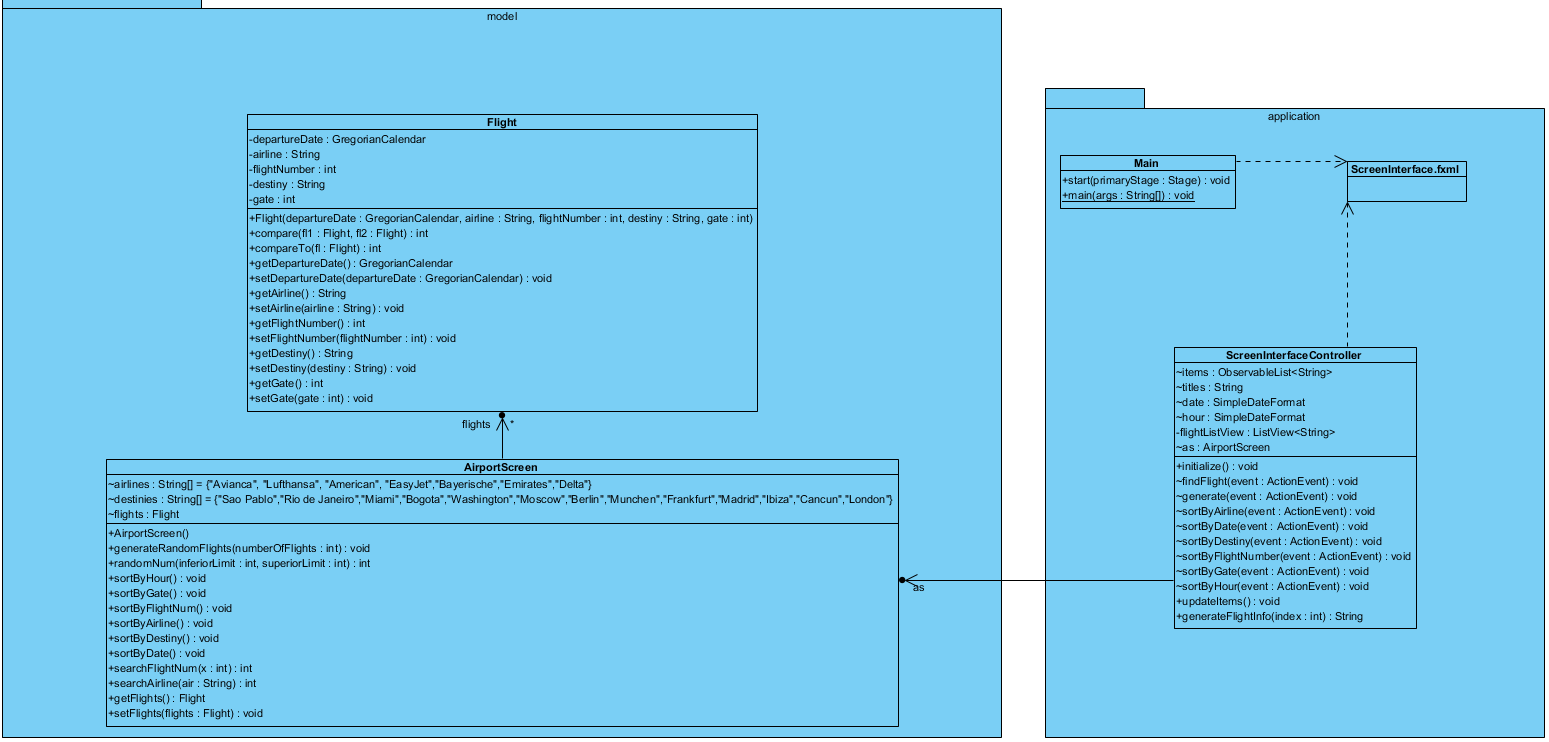 model
Flight
-departureDate : GregorianCalendar
-airline : String
-flightNumber : int
-destiny : String
-gate : int
+Flight(departureDate : GregorianCalendar, airline : String, flightNumber : int, destiny : String, gate : int)
+compare(fl1 : Flight, fl2 : Flight) : int
+compareTo(fl : Flight) : int
+getDepartureDate() : GregorianCalendar
+setDepartureDate(departureDate : GregorianCalendar) : void
+getAirline() : String
+setAirline(airline : String) : void
+getFlightNumber() : int
+setFlightNumber(flightNumber : int) : void
+getDestiny() : String
+setDestiny(destiny : String) : void
+getGate() : int
+setGate(gate : int) : void
flights *
AirportScreen
~airlines : String[] = {"Avianca", "Lufthansa", "American", "EasyJet","Bayerische","Emirates","Delta"}
~destinies : String[] = {"Sao Pablo","Rio de Janeiro","Miami","Bogota","Washington","Moscow","Berlin","Munchen","Frankfurt","Madrid","Ibiza","Cancun","London"}
~flights : Flight
+AirportScreen()
+generateRandomFlights(numberOfFlights : int) : void
+randomNum(inferiorLimit : int, superiorLimit : int) : int
+sortByHour() : void
+sortByGate() : void
+sortByFlightNum() : void
+sortByAirline() : void
+sortByDestiny() : void
+sortByDate() : void
+searchFlightNum(x : int) : int
+searchAirline(air : String) : int
+getFlights() : Flight
+setFlights(flights : Flight) : void
as
application
Main
+start(primaryStage : Stage) : void
+main(args : String[]) : void
ScreenInterface.fxml
ScreenInterfaceController
~items : ObservableList<String>
~titles : String
~date : SimpleDateFormat
~hour : SimpleDateFormat
-flightListView : ListView<String>
~as : AirportScreen
+initialize() : void
~findFlight(event : ActionEvent) : void
~generate(event : ActionEvent) : void
~sortByAirline(event : ActionEvent) : void
~sortByDate(event : ActionEvent) : void
~sortByDestiny(event : ActionEvent) : void
~sortByFlightNumber(event : ActionEvent) : void
~sortByGate(event : ActionEvent) : void
~sortByHour(event : ActionEvent) : void
+updateItems() : void
+generateFlightInfo(index : int) : String